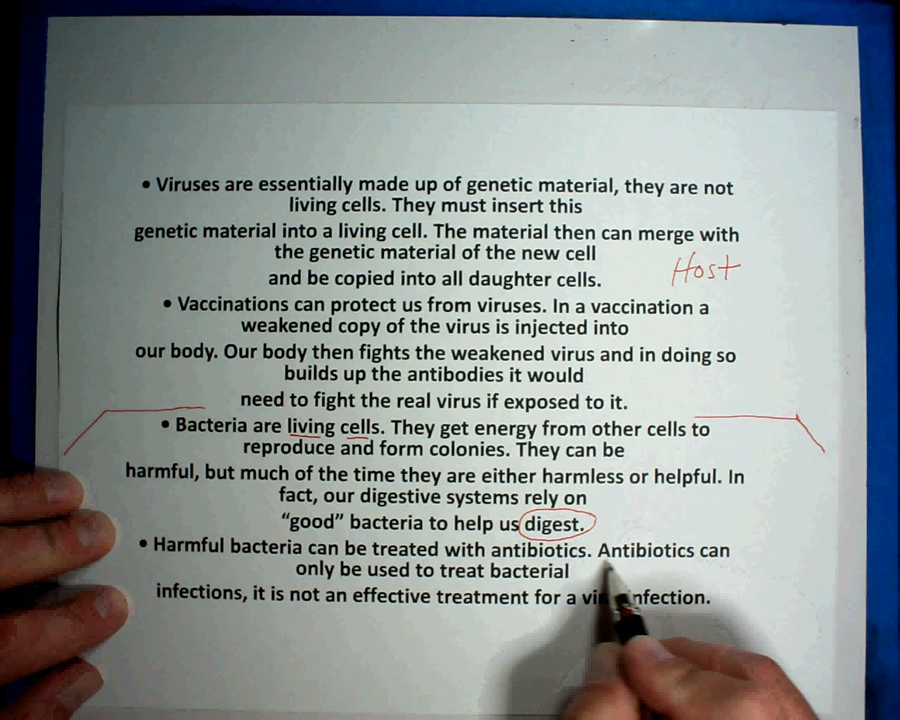 • Viruses are essentially made up of genetic material, they are not
living cells. They must insert this
genetic material into a living cell. The material then can merge with
the genetic material of the new cell
and be copied into all daughter cells.
Host
• Vaccinations can protect us from viruses. In a vaccination a
weakened copy of the virus is injected into
our body. Our body then fights the weakened virus and in doing so
builds up the antibodies it would
need to fight the real virus if exposed to it.
• Bacteria are living cells. They get energy from other cells to
reproduce and form colonies. They can be
harmful, but much of the time they are either harmless or helpful. In
fact, our digestive systems rely on
“good” bacteria to help us digest.
• Harmful bacteria can be treated with antibiotics. Antibiotics can
only be used to treat bacterial
infections, it is not an effective treatment for a infection.